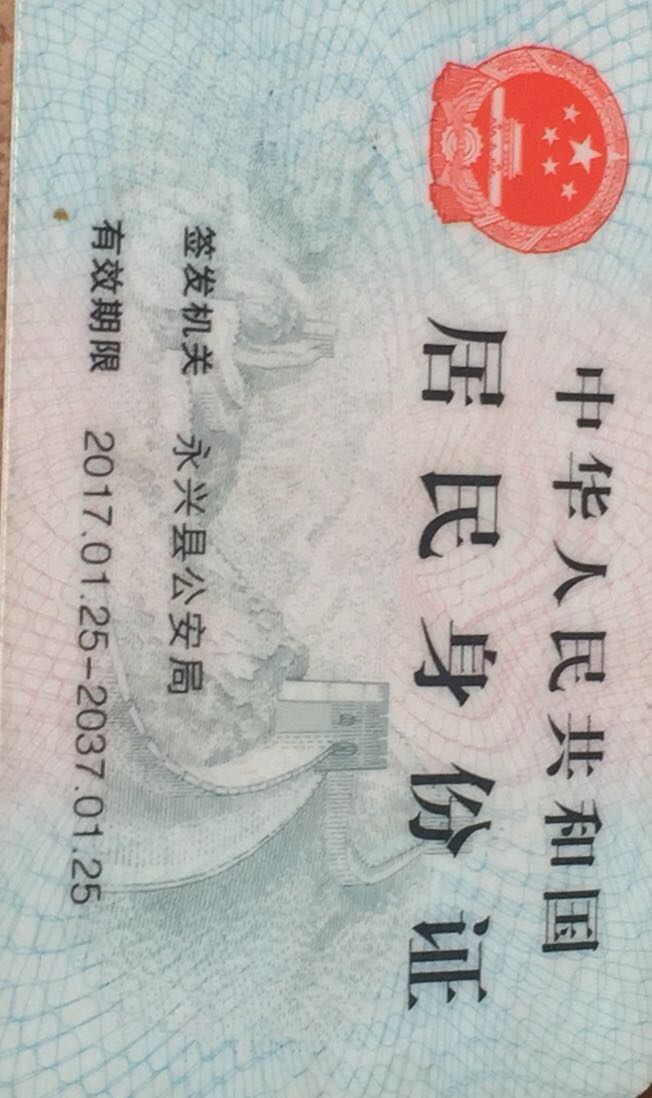 中华人民共和国
居民身份证
签发机关 永兴县公安局
有效期限 2017.01.25-2037.01.25